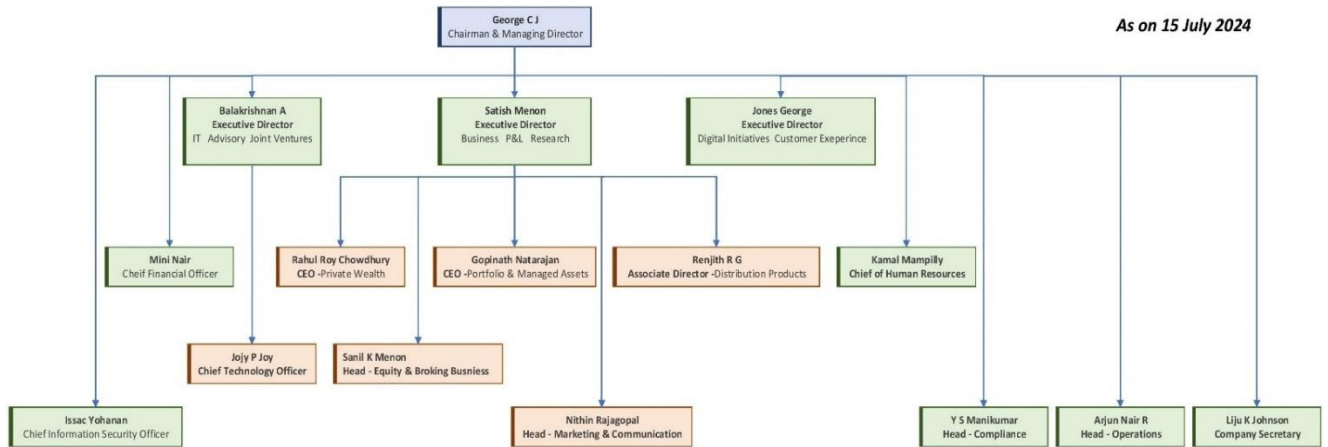 George C J
Chairman & Managing Director
As on 15 July 2024
Balakrishnan A
Executive Director
IT Advisory Joint Ventures
Satish Menon
Executive Director
Business P&L Research
Jones George
Executive Director
Digital Initiatives Customer Exeperince
Mini Nair
Cheif Financial Officer
Rahul Roy Chowdhury
CEO -Private Wealth
Gopinath Natarajan
CEO -Portfolio & Managed Assets
Renjith R G
Associate Director -Distribution Products
Kamal Mampilly
Chief of Human Resources
Jojy P Joy
Chief Technology Officer
Sanil K Menon
Head - Equity & Broking Busniess
Issac Yohanan
Chief Information Security Officer
Nithin Rajagopal
Head - Marketing & Communication
Y S Manikumar
Head - Compliance
Arjun Nair R
Head - Operations
Liju K Johnson
Company Secretary